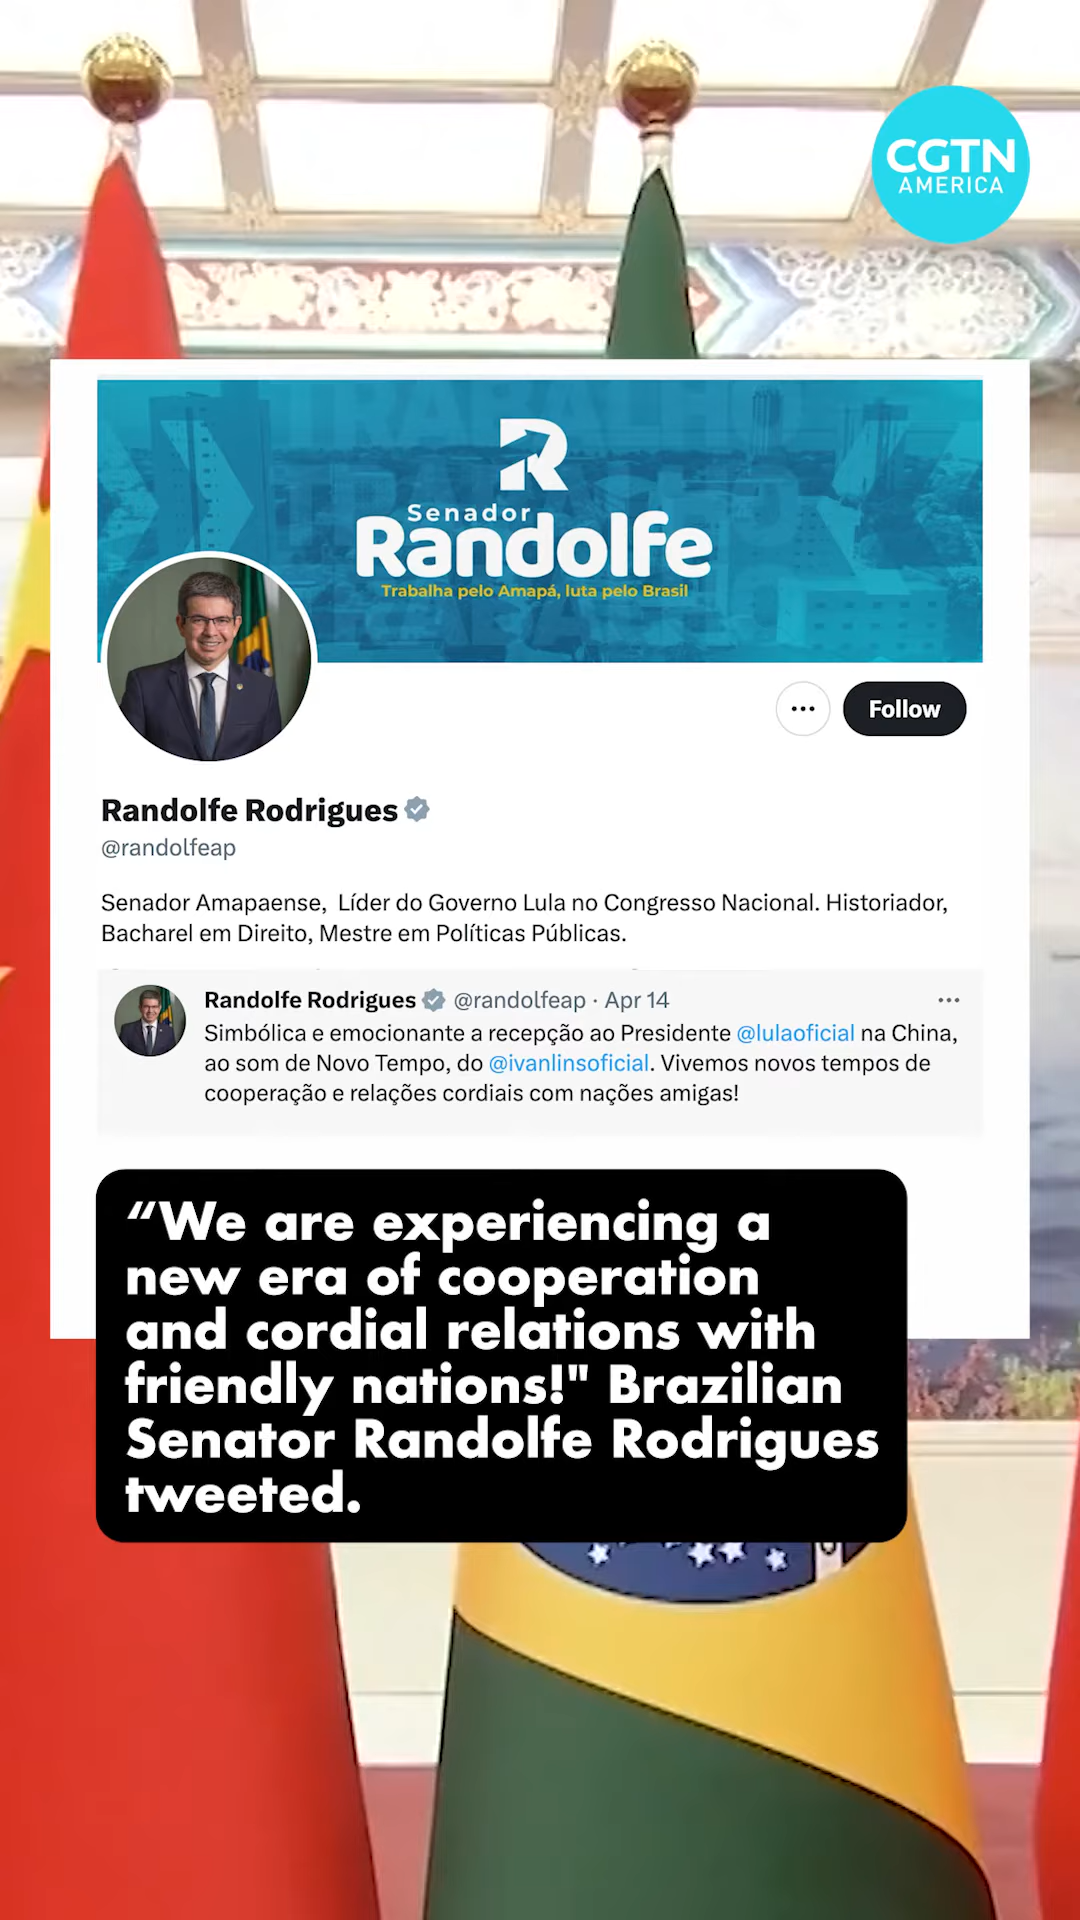 CGTN
AMERICA
TRABALHO
R
Senador
Randolfe
Trabalha pelo Amapá, luta pelo Brasil
Follow
Randolfe Rodrigues
@randolfeap
Senador Amapaense, Líder do Governo Lula no Congresso Nacional. Historiador,
Bacharel em Direito, Mestre em Políticas Públicas.
Randolfe Rodrigues @randolfeap · Apr 14
Simbólica e emocionante a recepção ao Presidente @lulaoficial na China,
ao som de Novo Tempo, do @ivanlinsoficial. Vivemos novos tempos de
cooperação e relações cordiais com nações amigas!
“We are experiencing a
new era of cooperation
and cordial relations with
friendly nations!" Brazilian
Senator Randolfe Rodrigues
tweeted.